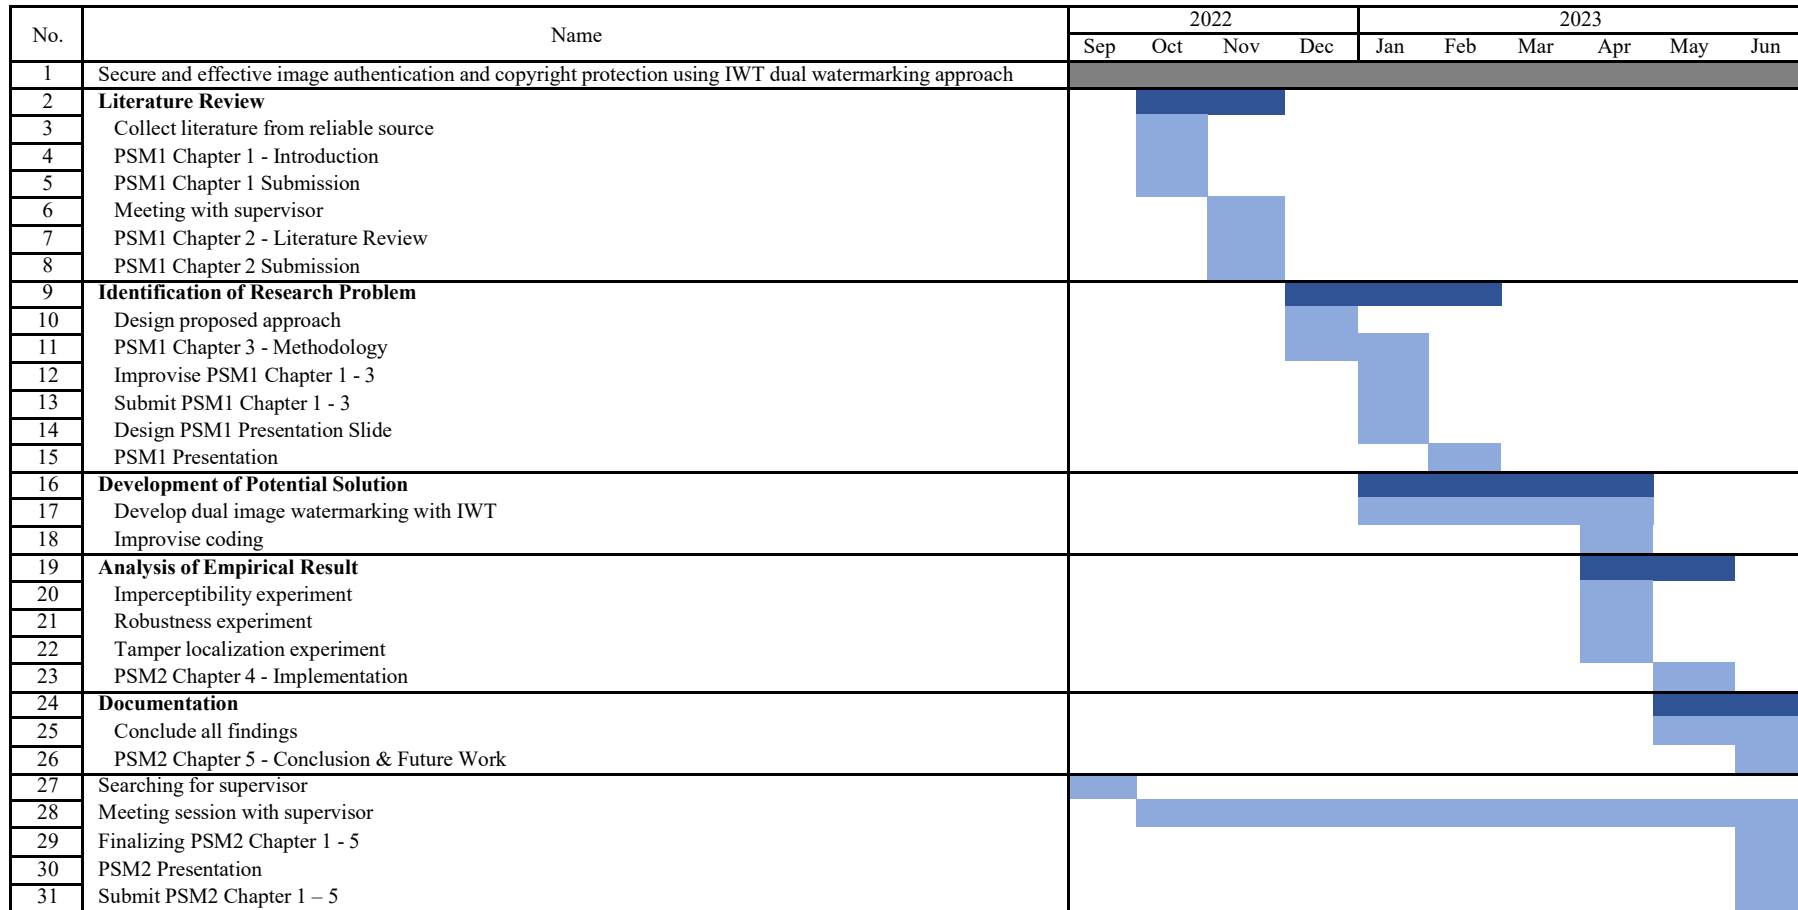 No. Name 2022 2023
Sep Oct Nov Dec Jan Feb Mar Apr May Jun
1 Secure and effective image authentication and copyright protection using IWT dual watermarking approach
2 Literature Review
3 Collect literature from reliable source
4 PSM1 Chapter 1 - Introduction
5 PSM1 Chapter 1 Submission
6 Meeting with supervisor
7 PSM1 Chapter 2 - Literature Review
8 PSM1 Chapter 2 Submission
9 Identification of Research Problem
10 Design proposed approach
11 PSM1 Chapter 3 - Methodology
12 Improvise PSM1 Chapter 1 - 3
13 Submit PSM1 Chapter 1 - 3
14 Design PSM1 Presentation Slide
15 PSM1 Presentation
16 Development of Potential Solution
17 Develop dual image watermarking with IWT
18 Improvise coding
19 Analysis of Empirical Result
20 Imperceptibility experiment
21 Robustness experiment
22 Tamper localization experiment
23 PSM2 Chapter 4 - Implementation
24 Documentation
25 Conclude all findings
26 PSM2 Chapter 5 - Conclusion & Future Work
27 Searching for supervisor
28 Meeting session with supervisor
29 Finalizing PSM2 Chapter 1 - 5
30 PSM2 Presentation
31 Submit PSM2 Chapter 1 – 5